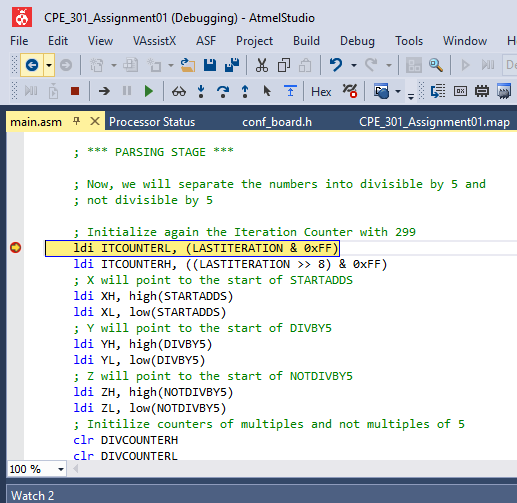 CPE_301_Assignment01 (Debugging) - AtmelStudio
File Edit View VAssistX ASF Project Build Debug Tools Window H
Hex
main.asm Processor Status conf_board.h CPE_301_Assignment01.map
; *** PARSING STAGE ***
; Now, we will separate the numbers into divisible by 5 and
; not divisible by 5
; Initialize again the Iteration Counter with 299
ldi ITCOUNTERL, (LASTITERATION & 0xFF)
ldi ITCOUNTERH, ((LASTITERATION >> 8) & 0xFF)
; X will point to the start of STARTADDS
ldi XH, high(STARTADDS)
ldi XL, low(STARTADDS)
; Y will point to the start of DIVBY5
ldi YH, high(DIVBY5)
ldi YL, low(DIVBY5)
; Z will point to the start of NOTDIVBY5
ldi ZH, high(NOTDIVBY5)
ldi ZL, low(NOTDIVBY5)
; Initilize counters of multiples and not multiples of 5
clr DIVCOUNTERH
clr DIVCOUNTERL
100 %
Watch 2